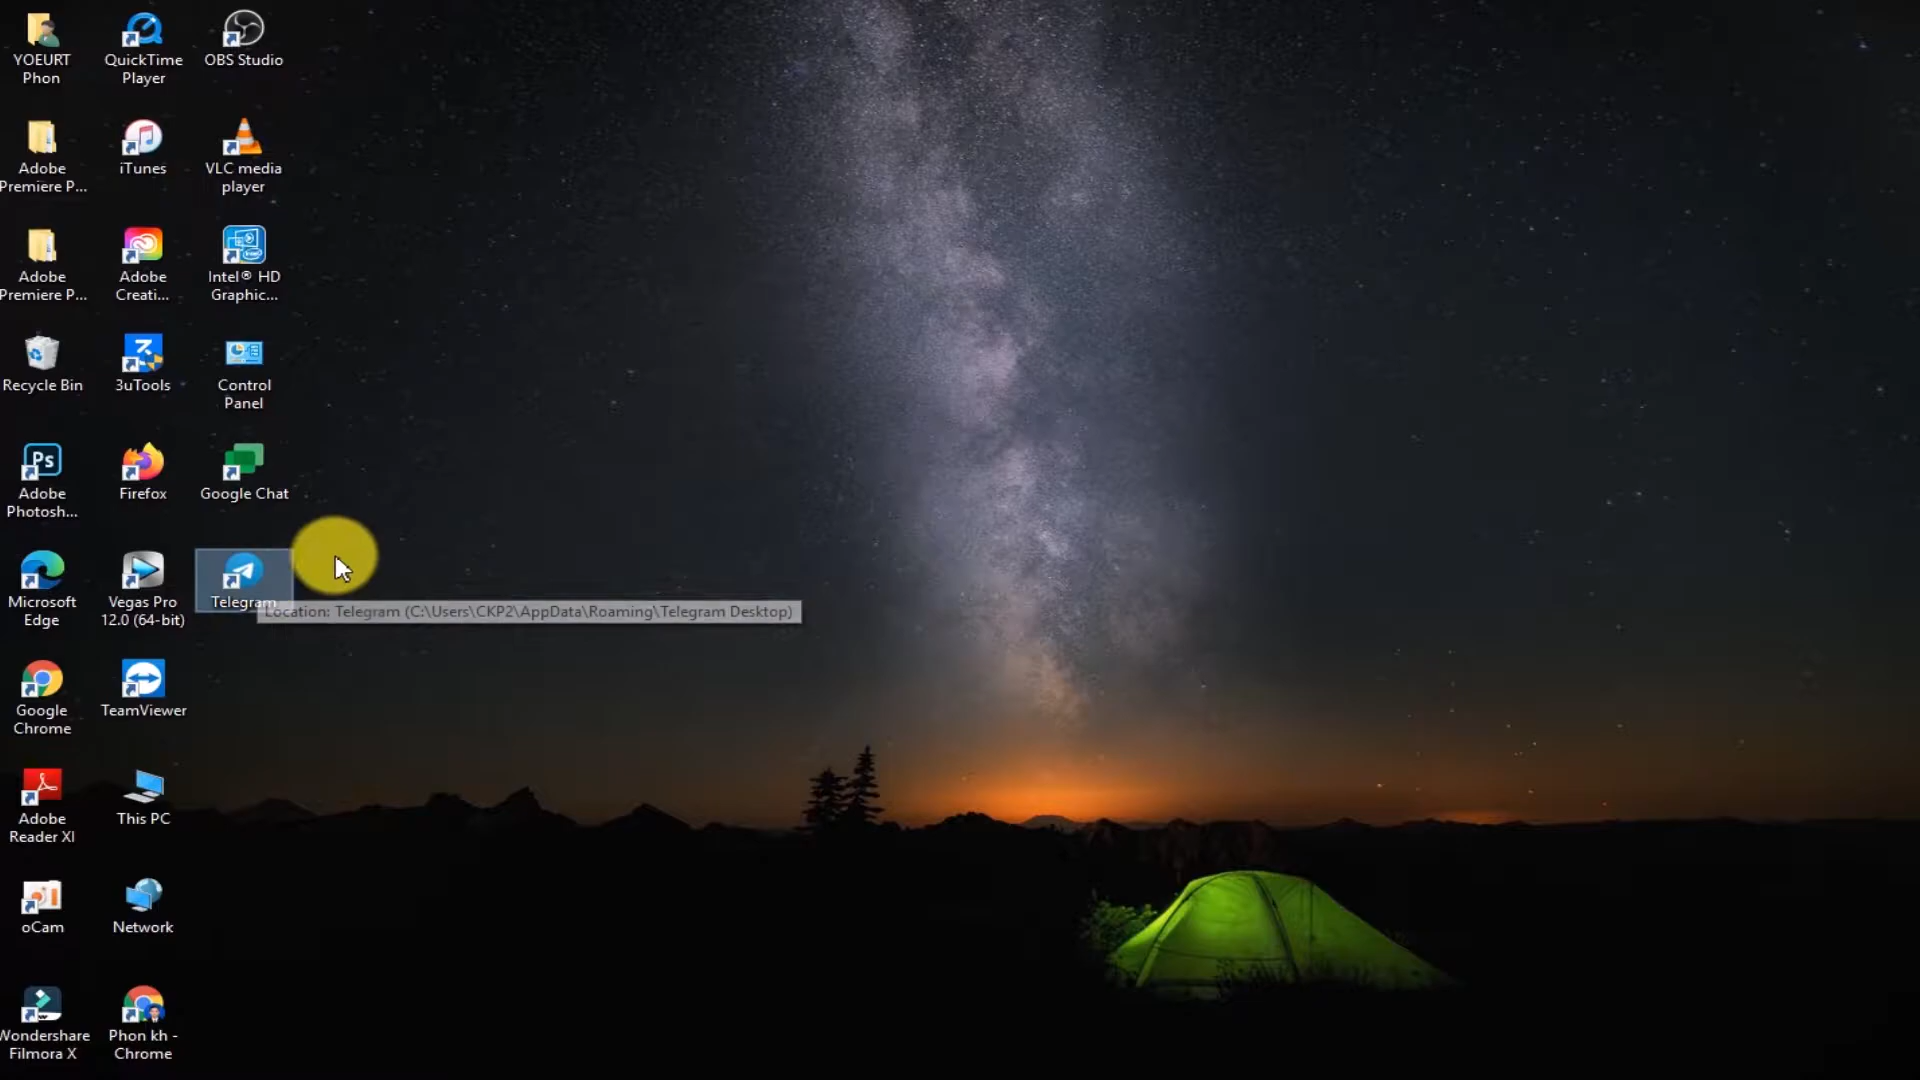 YOEURT
Phon
QuickTime
Player
OBS Studio
Adobe
Premiere P...
iTunes
VLC media
player
Adobe
Premiere P...
Adobe
Creati...
Intel® HD
Graphic...
Recycle Bin
3uTools
Control
Panel
Ps
Adobe
Photosh...
Firefox
Google Chat
Microsoft
Edge
Vegas Pro
12.0 (64-bit)
Telegram
Location: Telegram (C:\Users\CKP2\AppData\Roaming\Telegram Desktop)
Google
Chrome
TeamViewer
Adobe
Reader XI
This PC
oCam
Network
Wondershare
Filmora X
Phon kh -
Chrome